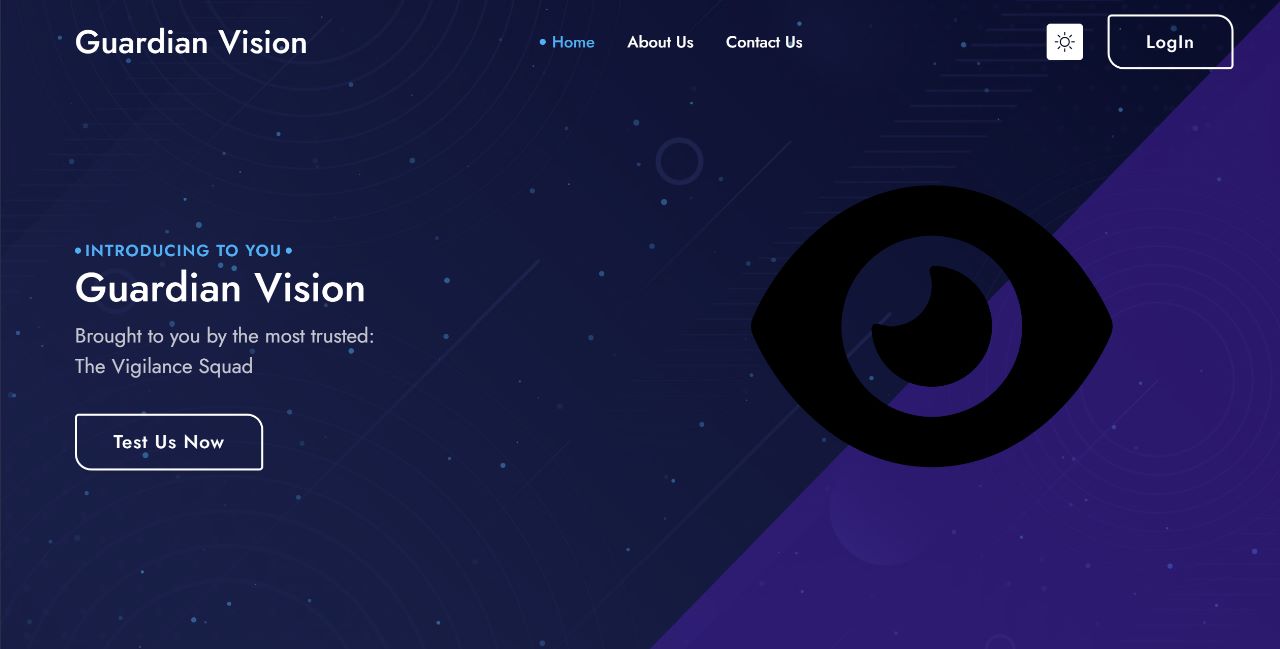 Guardian Vision
Home
About Us
Contact Us
LogIn
INTRODUCING TO YOU
Guardian Vision
Brought to you by the most trusted:
The Vigilance Squad
Test Us Now